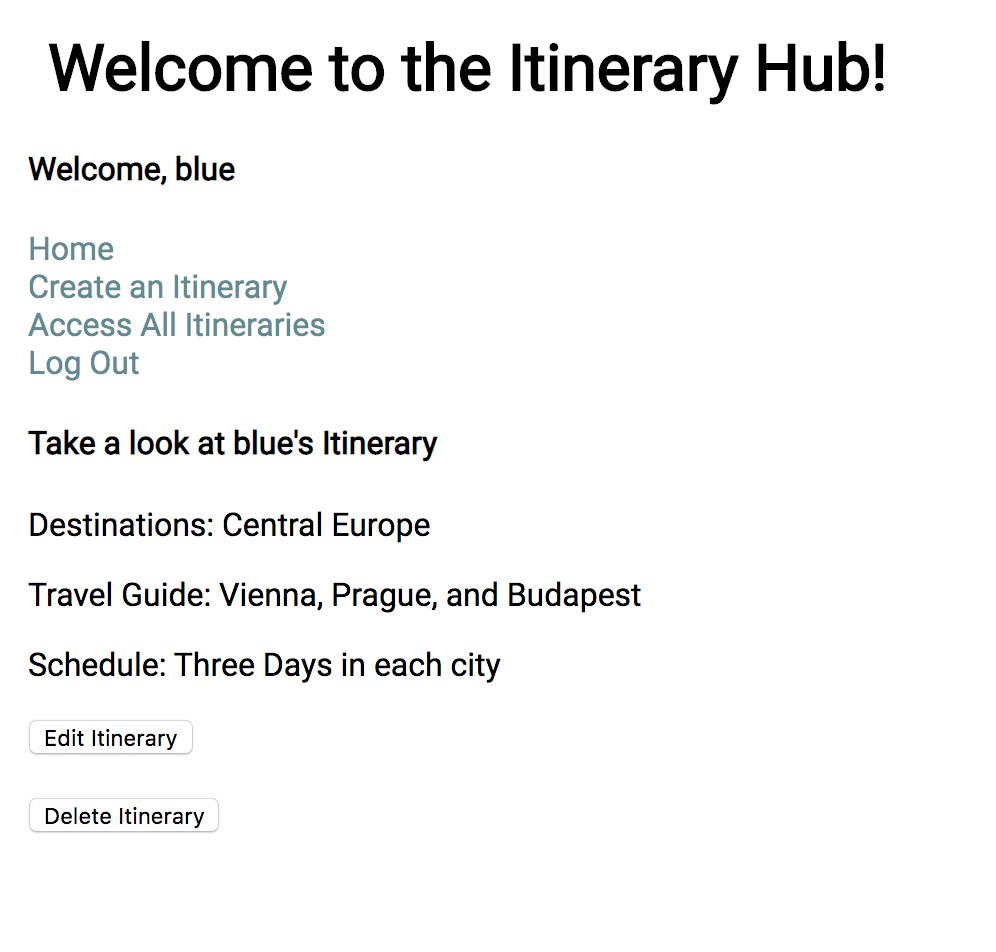 Welcome to the Itinerary Hub!
Welcome, blue
Home
Create an Itinerary
Access All Itineraries
Log Out
Take a look at blue's Itinerary
Destinations: Central Europe
Travel Guide: Vienna, Prague, and Budapest
Schedule: Three Days in each city
Edit Itinerary
Delete Itinerary